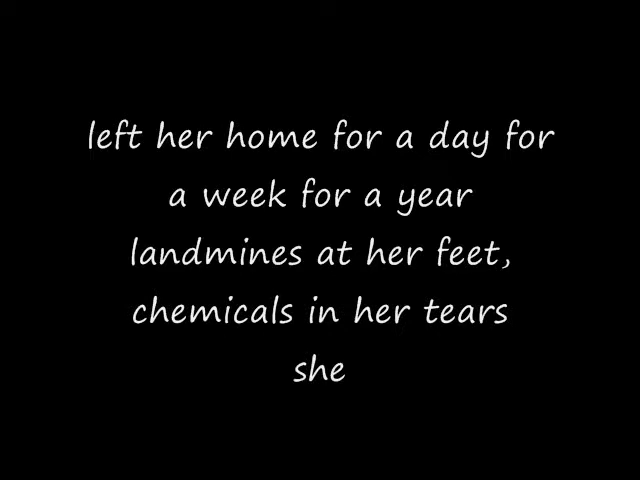 left her home for a day for
a week for a year
landmines at her feet,
chemicals in her tears
she